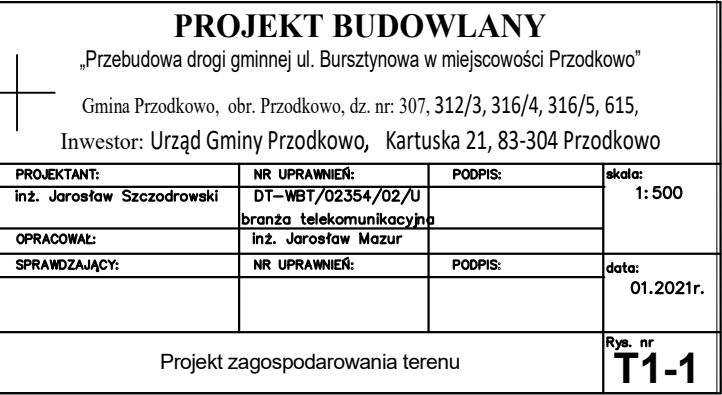 PROJEKT BUDOWLANY
„Przebudowa drogi gminnej ul. Bursztynowa w miejscowości Przodkowo”
Gmina Przodkowo, obr. Przodkowo, dz. nr: 307, 312/3, 316/4, 316/5, 615,
Inwestor: Urząd Gminy Przodkowo, Kartuska 21, 83-304 Przodkowo
PROJEKTANT: NR UPRAWNIEŃ: PODPIS: skala:
inż. Jarosław Szczodrowski DT-WBT/02354/02/U 1:500
branża telekomunikacyjna
OPRACOWAŁ: inż. Jarosław Mazur
SPRAWDZAJĄCY: NR UPRAWNIEŃ: PODPIS: data:
01.2021r.
Projekt zagospodarowania terenu
Rys. nr
T1-1